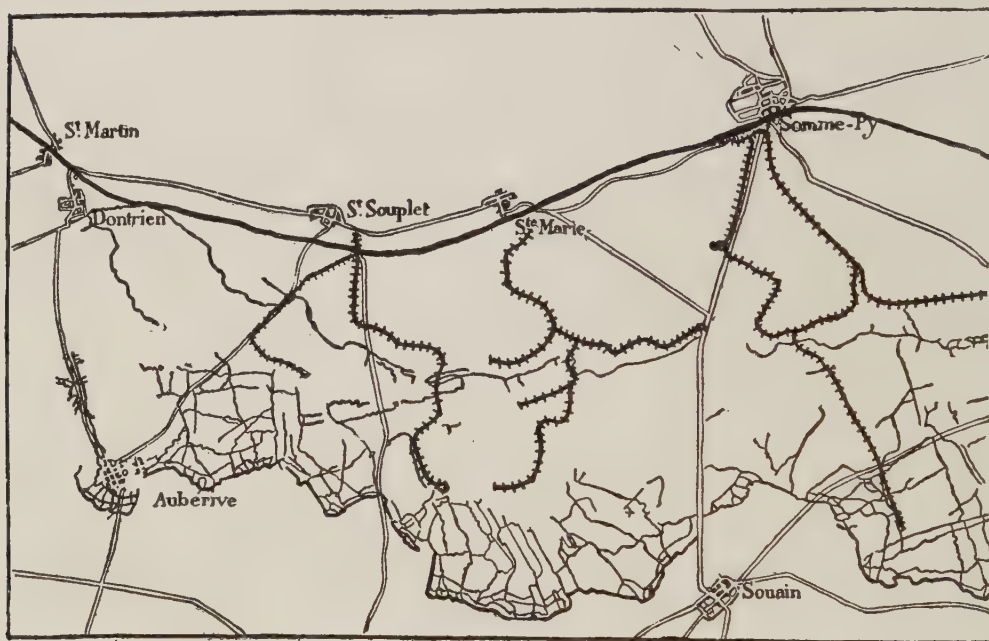 St Martin
Somme-Py
Dontrien
St Souplet
Ste Marie
Auberive
Souain